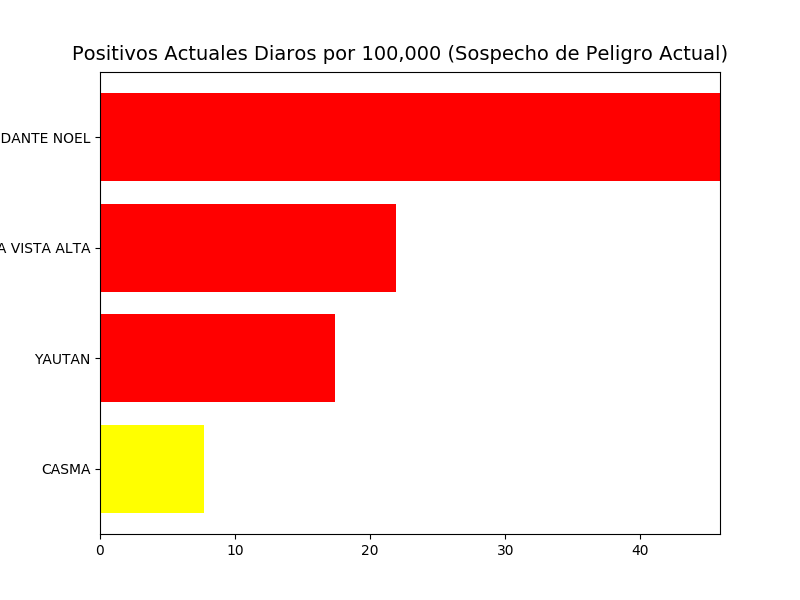 Positivos Actuales Diaros por 100,000 (Sospecho de Peligro Actual)
DANTE NOEL
A VISTA ALTA
YAUTAN
CASMA
0 10 20 30 40